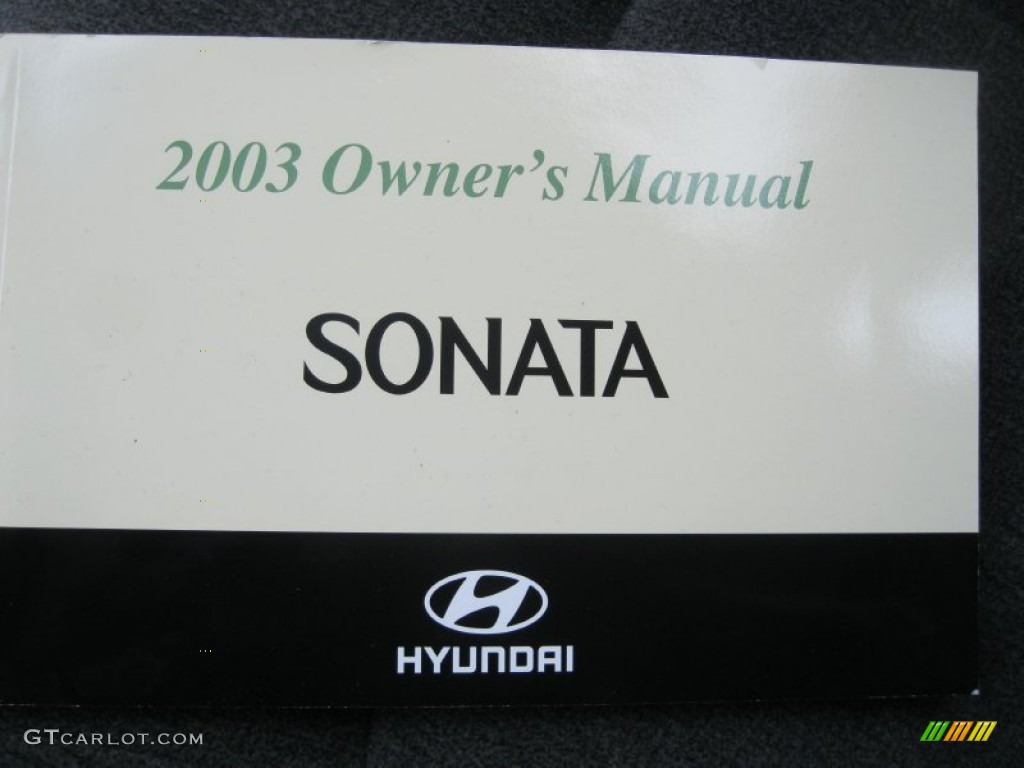 2003 Owner's Manual
SONATA
HYUNDAI
GTCARLOT.COM